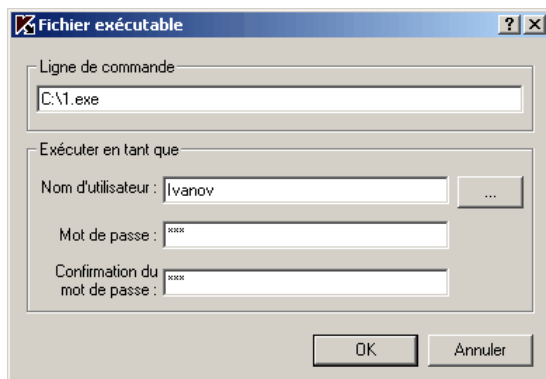 Fichier exécutable
Ligne de commande
C:\1.exe
Exécuter en tant que
Nom d'utilisateur : Ivanov ...
Mot de passe : ***
Confirmation du
mot de passe : ***
OK Annuler